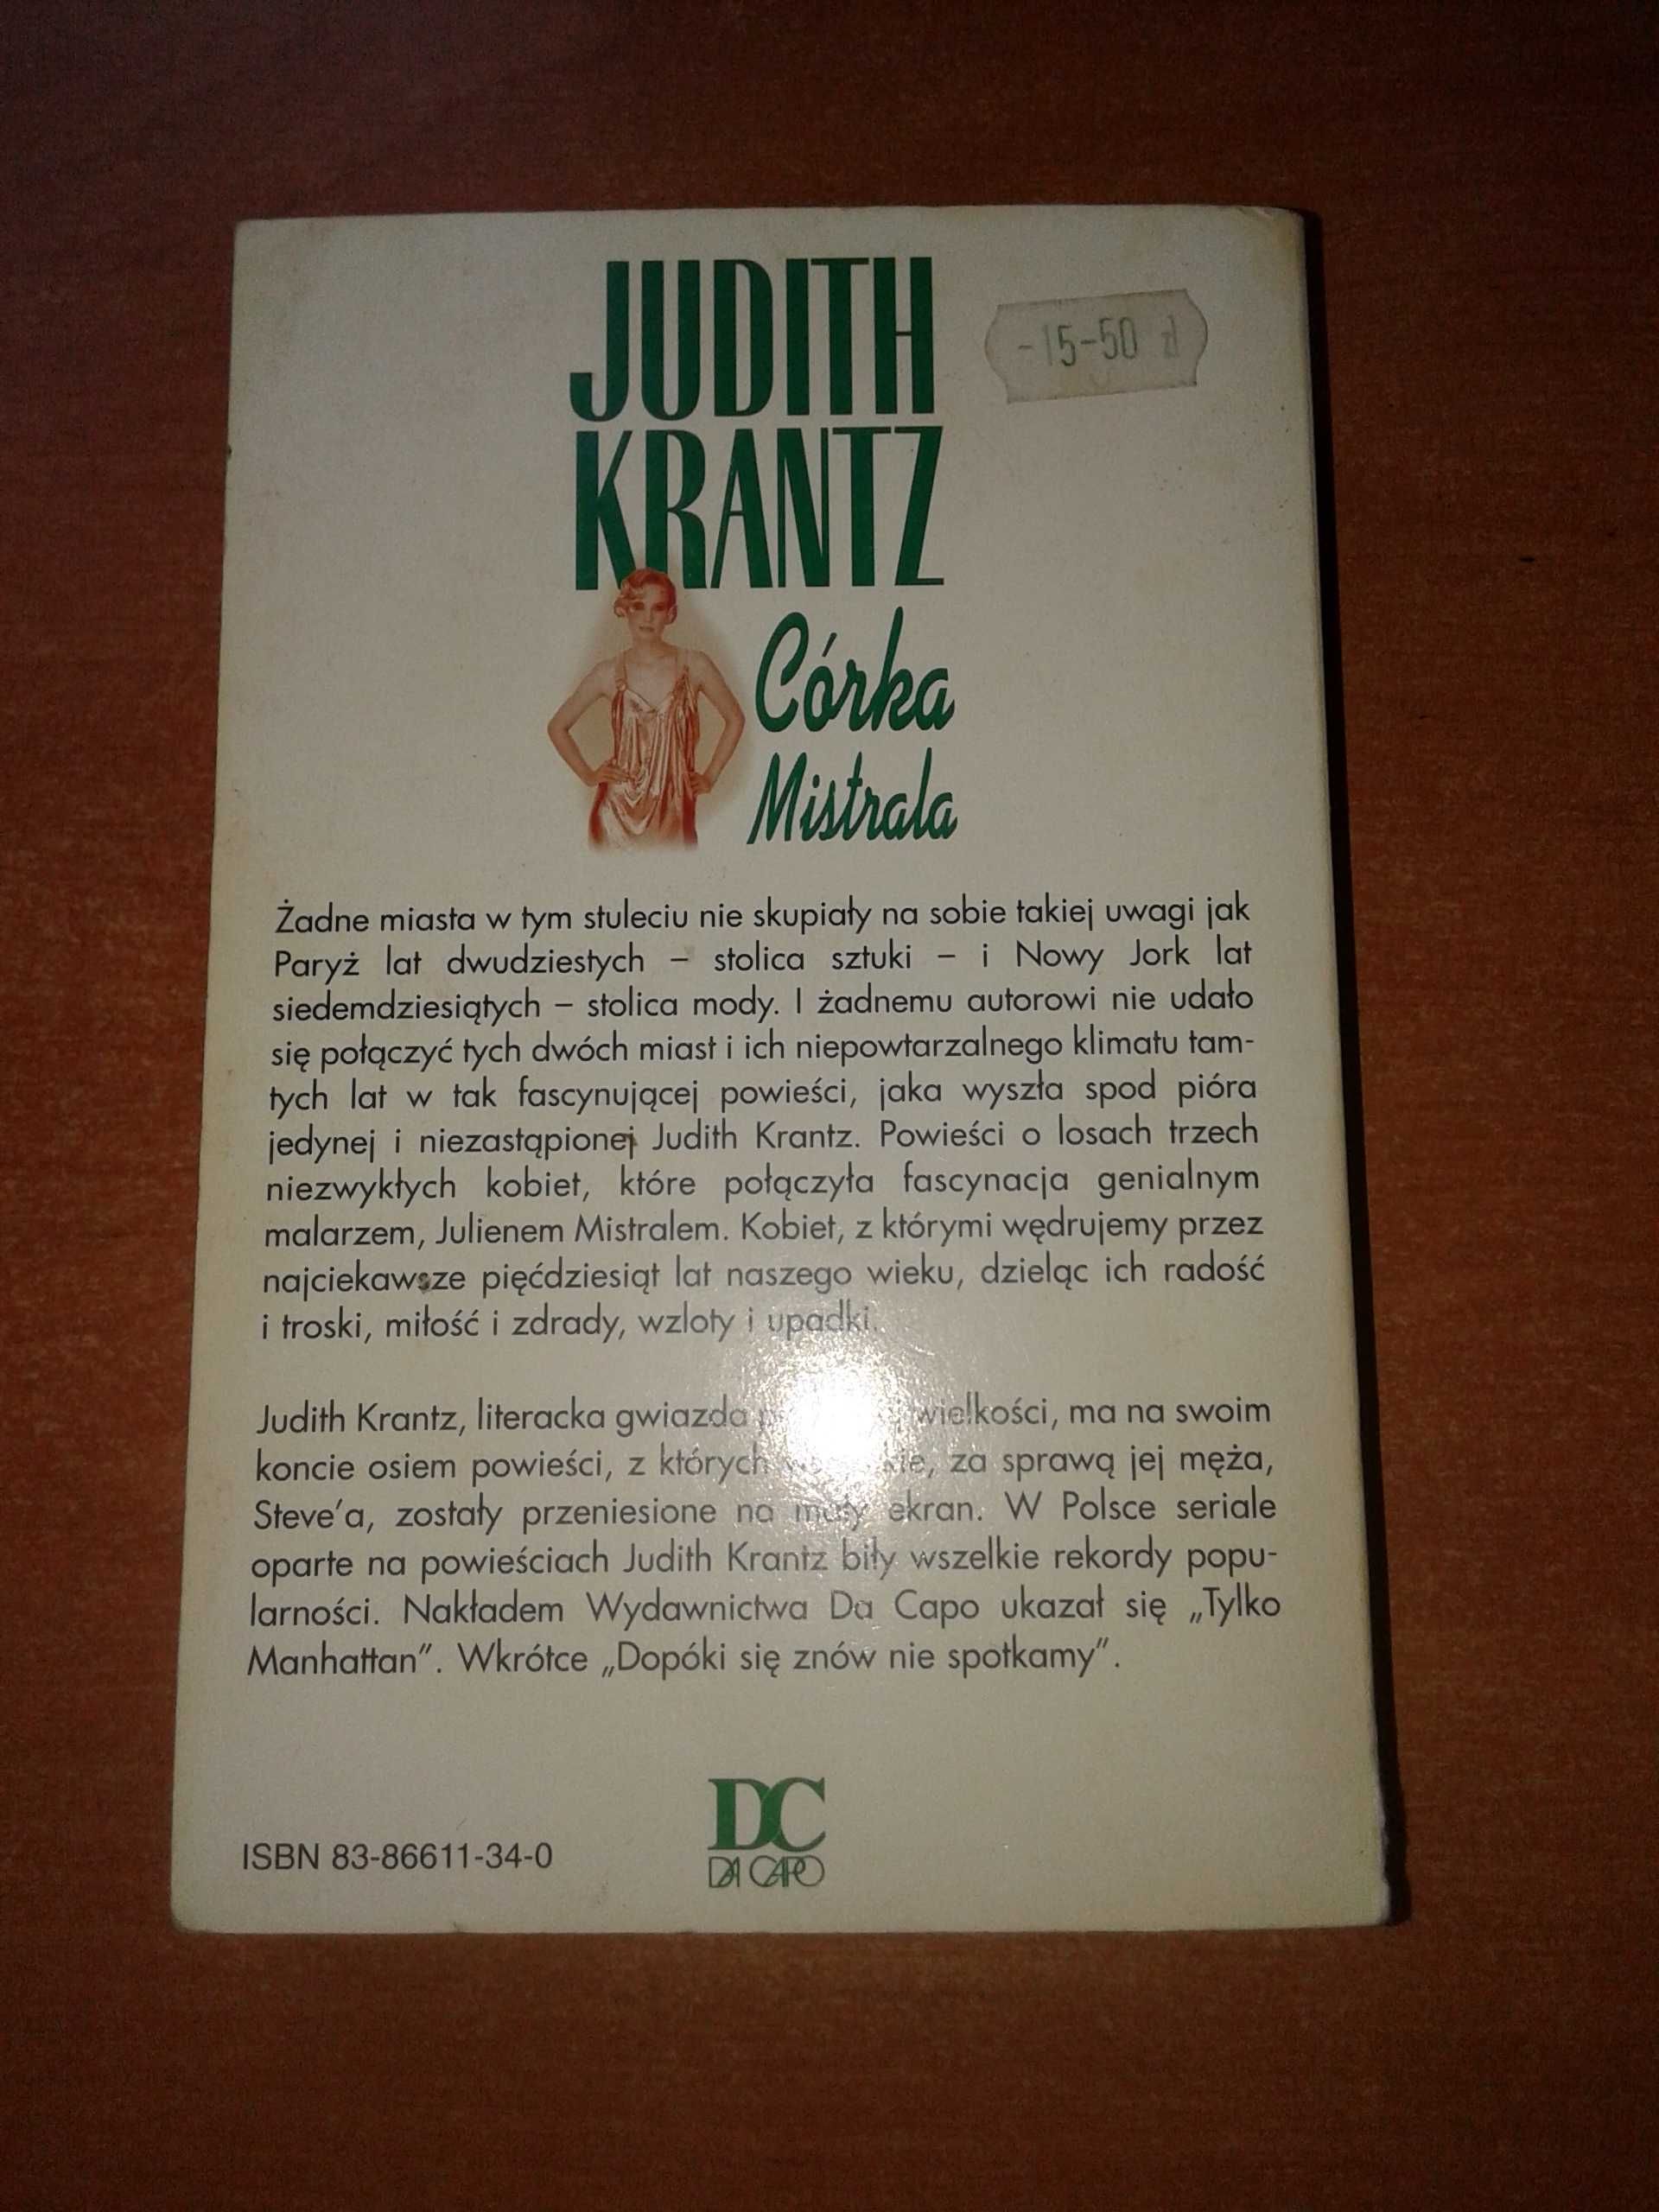 JUDITH
KRANTZ
-15-50 zł
Córka
Mistrala
Żadne miasta w tym stuleciu nie skupiały na sobie takiej uwagi jak
Paryż lat dwudziestych – stolica sztuki – i Nowy Jork lat
siedemdziesiątych – stolica mody. I żadnemu autorowi nie udało
się połączyć tych dwóch miast i ich niepowtarzalnego klimatu tam-
tych lat w tak fascynującej powieści, jaka wyszła spod pióra
jedynej i niezastąpionej Judith Krantz. Powieści o losach trzech
niezwykłych kobiet, które połączyła fascynacja genialnym
malarzem, Julienem Mistralem. Kobiet, z którymi wędrujemy przez
najciekawsze pięćdziesiąt lat naszego wieku, dzieląc ich radość
i troski, miłość i zdrady, wzloty i upadki.
Judith Krantz, literacka gwiazda wielkości, ma na swoim
koncie osiem powieści, z których za sprawą jej męża,
Steve'a, zostały przeniesione na mały ekran. W Polsce seriale
oparte na powieściach Judith Krantz biły wszelkie rekordy popu-
larności. Nakładem Wydawnictwa Da Capo ukazał się „Tylko
Manhattan". Wkrótce „Dopóki się znów nie spotkamy".
DC
ISBN 83-86611-34-0
DA CAPO